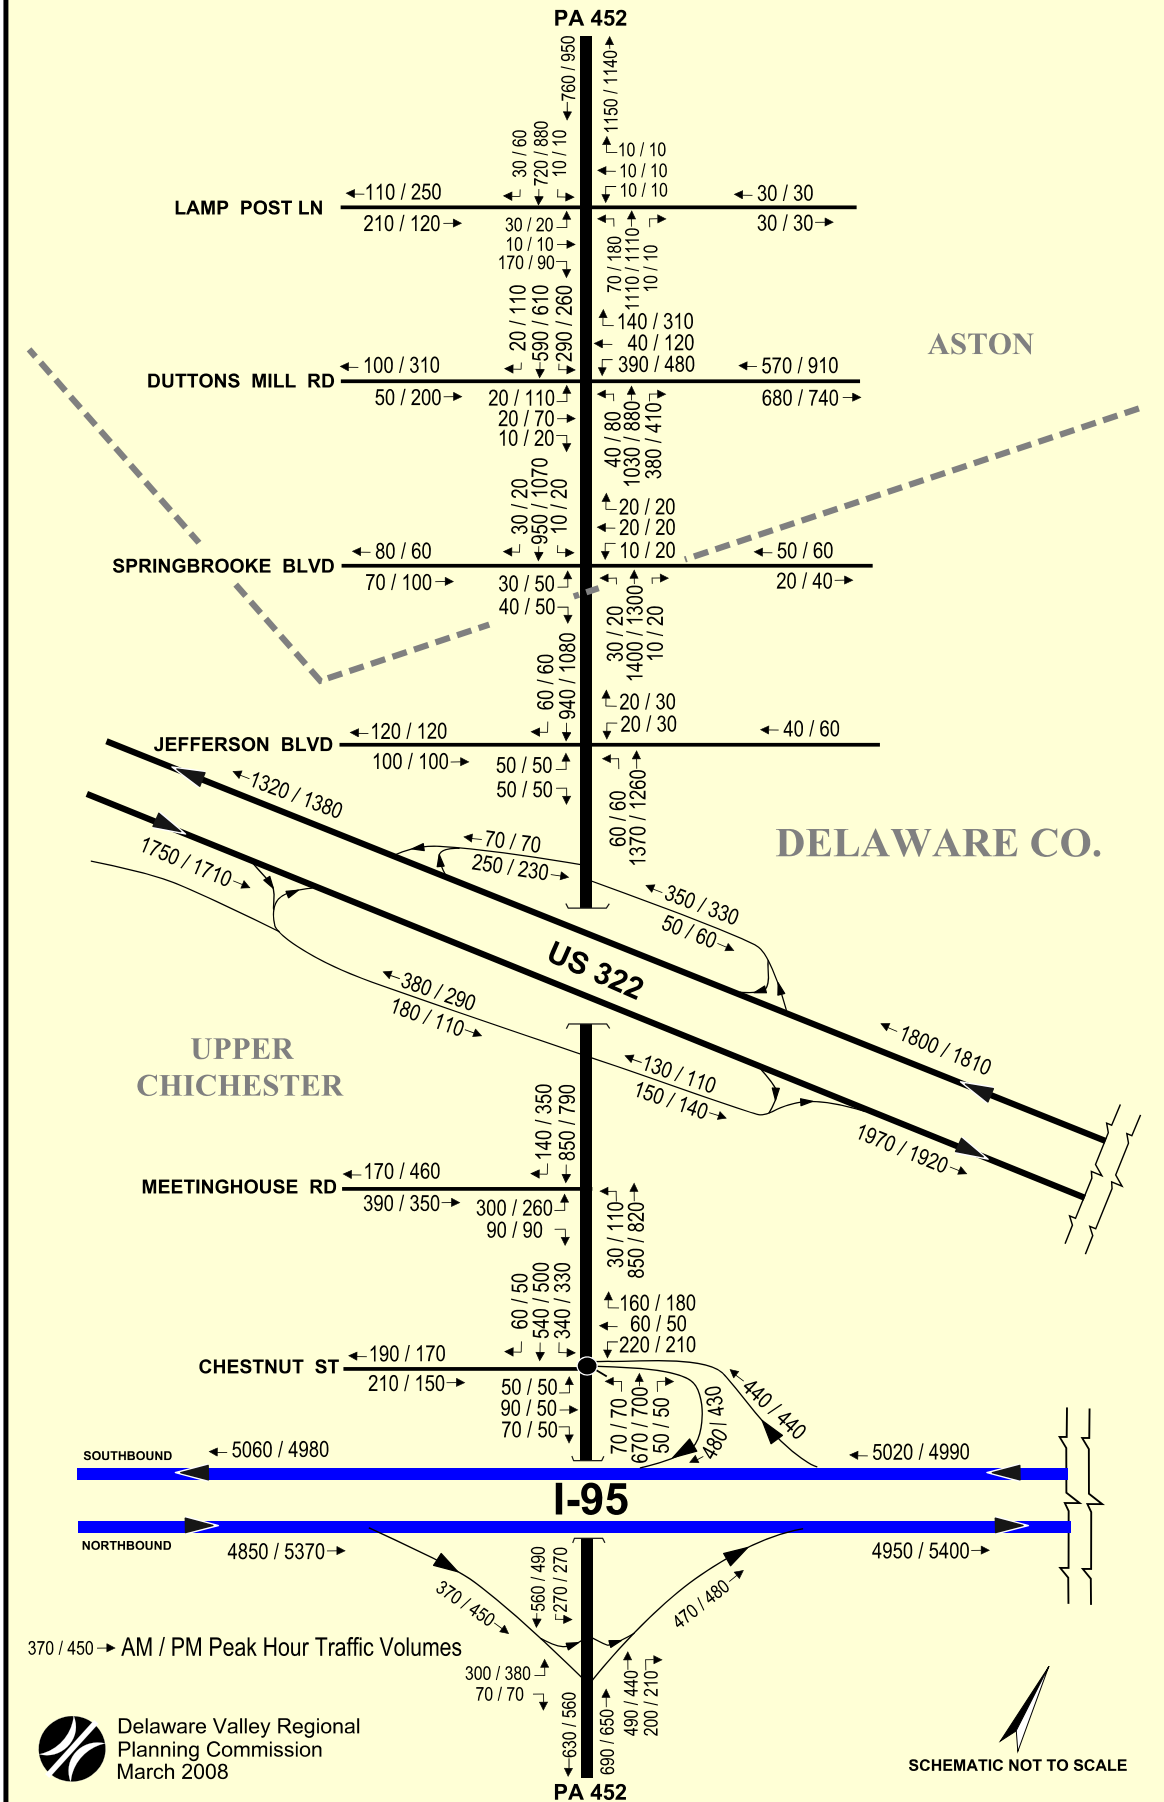 PA 452
760 / 950
1150 / 1140
30 / 60
720 / 880
10 / 10
10 / 10
10 / 10
10 / 10
110 / 250
30 / 30
LAMP POST LN
210 / 120
30 / 20
10 / 10
170 / 90
70 / 180
1110 / 1110
10 / 10
30 / 30
20 / 110
590 / 610
290 / 260
140 / 310
40 / 120
390 / 480
ASTON
100 / 310
570 / 910
DUTTONS MILL RD
50 / 200
20 / 110
20 / 70
10 / 20
40 / 80
1030 / 880
380 / 410
680 / 740
30 / 20
950 / 1070
10 / 20
20 / 20
20 / 20
10 / 20
80 / 60
50 / 60
SPRINGBROOKE BLVD
70 / 100
30 / 50
40 / 50
30 / 20
1400 / 1300
10 / 20
20 / 40
60 / 60
940 / 1080
20 / 30
20 / 30
120 / 120
40 / 60
JEFFERSON BLVD
100 / 100
50 / 50
50 / 50
60 / 60
1370 / 1260
1320 / 1380
DELAWARE CO.
1750 / 1710
70 / 70
250 / 230
350 / 330
50 / 60
US 322
380 / 290
180 / 110
1800 / 1810
UPPER
CHICHESTER
130 / 110
150 / 140
1970 / 1920
140 / 350
850 / 790
170 / 460
MEETINGHOUSE RD
390 / 350
300 / 260
90 / 90
30 / 110
850 / 820
60 / 50
540 / 500
340 / 330
160 / 180
60 / 50
220 / 210
190 / 170
CHESTNUT ST
210 / 150
50 / 50
90 / 50
70 / 50
70 / 70
670 / 700
50 / 50
480 / 430
440 / 440
SOUTHBOUND
5060 / 4980
5020 / 4990
I-95
NORTHBOUND
4850 / 5370
4950 / 5400
370 / 450
560 / 490
270 / 270
470 / 480
370 / 450 AM / PM Peak Hour Traffic Volumes
300 / 380
70 / 70
630 / 560
690 / 650
490 / 440
200 / 210
Delaware Valley Regional
Planning Commission
March 2008
SCHEMATIC NOT TO SCALE
PA 452